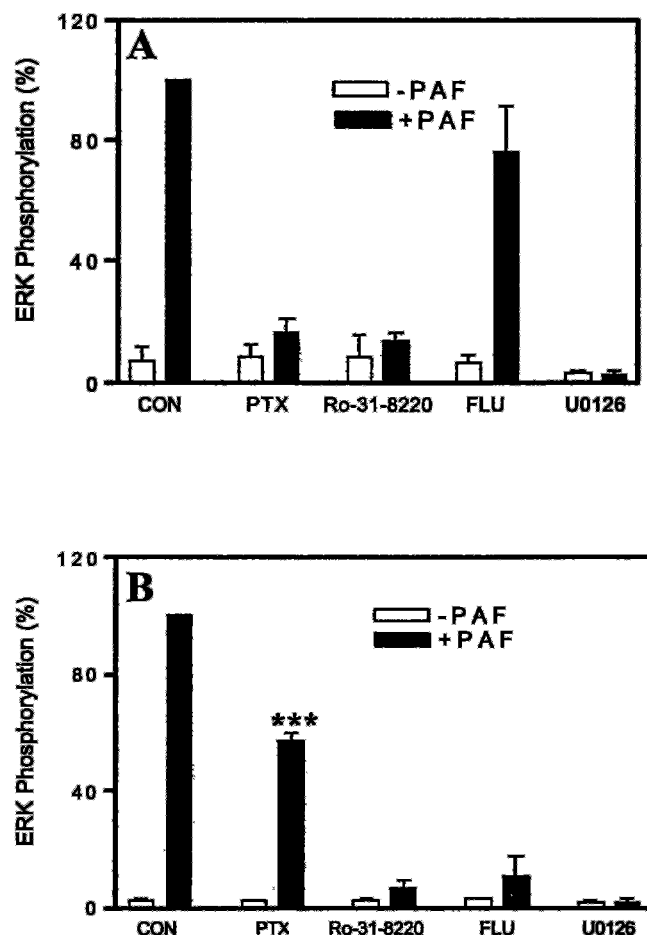 120
A
-PAF
+PAF
80
40
0
ERK Phosphorylation (%)
CON PTX Ro-31-8220 FLU U0126
120
B
-PAF
+PAF
80
***
40
0
ERK Phosphorylation (%)
CON PTX Ro-31-8220 FLU U0126